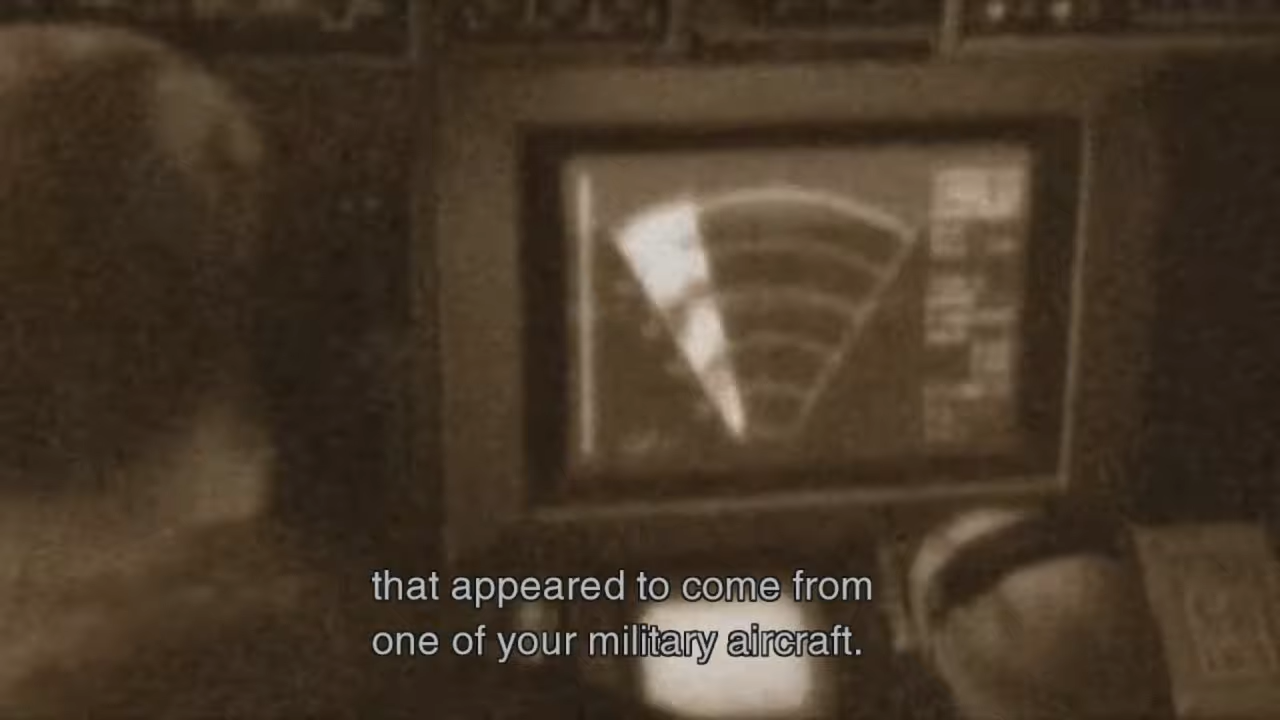 that appeared to come from
one of your military aircraft.